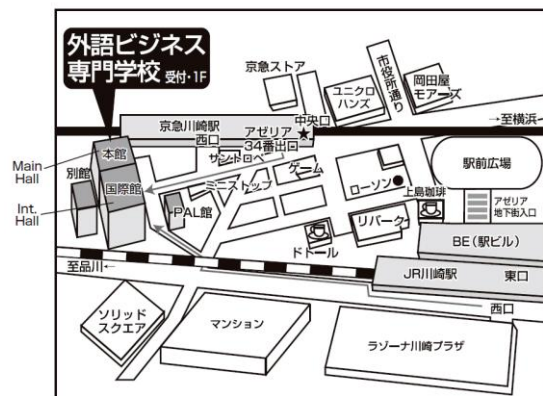 外語ビジネス
専門学校 受付・1F
京急ストア
市役所通り
岡田屋
モアーズ
ユニクロ
ハンズ
→至横浜
京急川崎駅
西口
中央口
アゼリア
34番出口
サントロペ
Main
Hall
本館
別館
国際館
Int.
Hall
PAL館
ミニストップ
ゲーム
ローソン
上島珈琲
駅前広場
アゼリア
地下街入口
リパーク
ドトール
BE(駅ビル)
JR川崎駅
東口
西口
至品川←
ソリッド
スクエア
マンション
ラゾーナ川崎プラザ